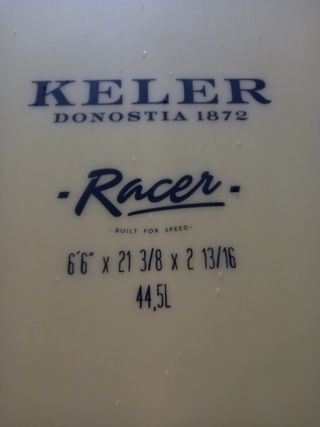 KELER
DONOSTIA 1872
- Racer -
- BUILT FOR SPEED -
6'6" x 21 3/8 x 2 13/16
44,5L